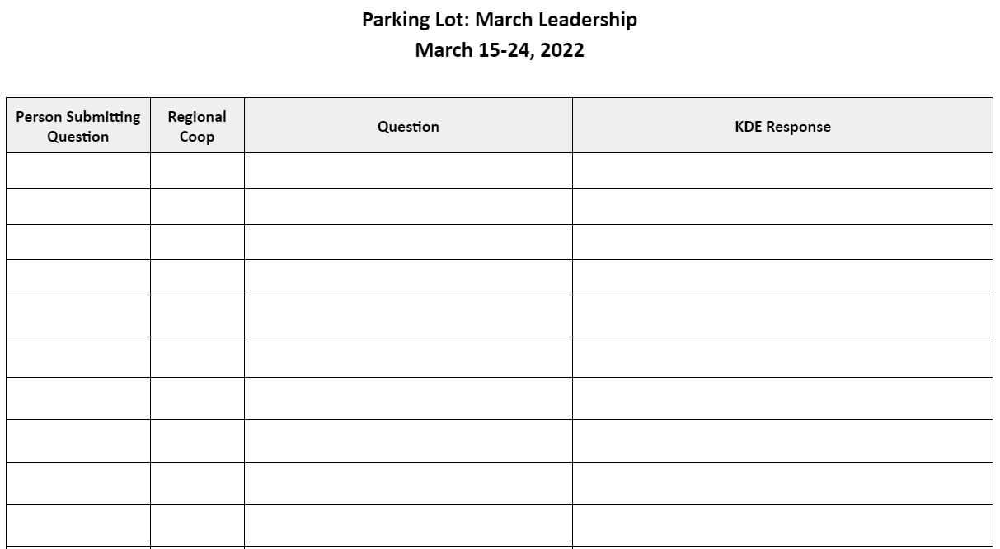 Parking Lot: March Leadership
March 15-24, 2022
Person Submitting
Question
Regional
Coop
Question
KDE Response